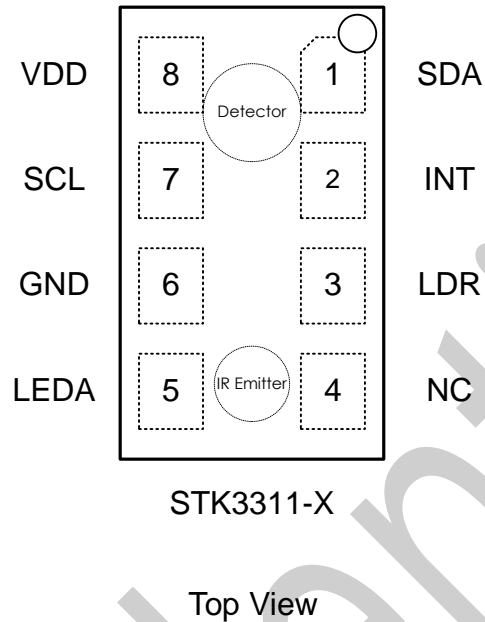 VDD 8 1 SDA
Detector
SCL 7 2 INT
GND 6 3 LDR
LEDA 5 IR Emitter 4 NC
STK3311-X
Top View